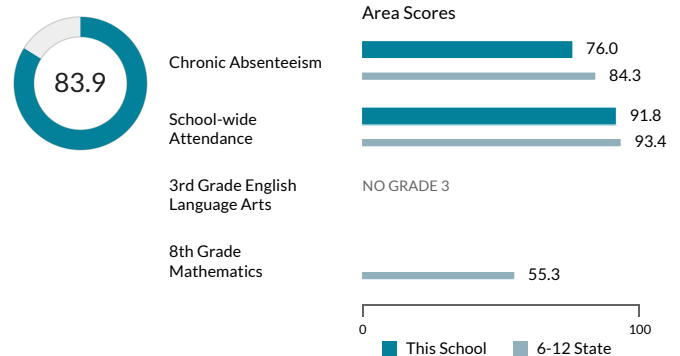 83.9
Area Scores
Chronic Absenteeism
76.0
84.3
School-wide
Attendance
91.8
93.4
3rd Grade English
Language Arts
NO GRADE 3
8th Grade
Mathematics
55.3
0
100
This School
6-12 State